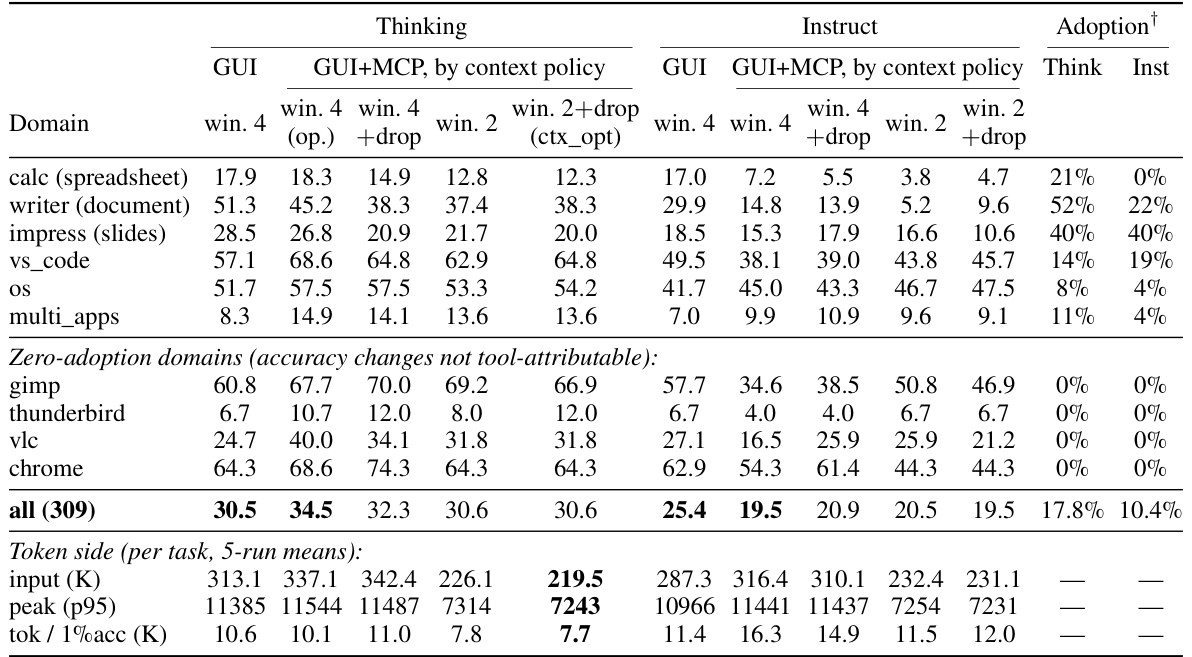 Thinking Instruct Adoption†
GUI GUI+MCP, by context policy GUI GUI+MCP, by context policy Think Inst
Domain win. 4 win. 4 (op.) win. 4 +drop win. 2 win. 2+drop (ctx_opt) win. 4 win. 4 win. 4 +drop win. 2 win. 2 +drop
calc (spreadsheet) 17.9 18.3 14.9 12.8 12.3 17.0 7.2 5.5 3.8 4.7 21% 0%
writer (document) 51.3 45.2 38.3 37.4 38.3 29.9 14.8 13.9 5.2 9.6 52% 22%
impress (slides) 28.5 26.8 20.9 21.7 20.0 18.5 15.3 17.9 16.6 10.6 40% 40%
vs_code 57.1 68.6 64.8 62.9 64.8 49.5 38.1 39.0 43.8 45.7 14% 19%
os 51.7 57.5 57.5 53.3 54.2 41.7 45.0 43.3 46.7 47.5 8% 4%
multi_apps 8.3 14.9 14.1 13.6 13.6 7.0 9.9 10.9 9.6 9.1 11% 4%
Zero-adoption domains (accuracy changes not tool-attributable):
gimp 60.8 67.7 70.0 69.2 66.9 57.7 34.6 38.5 50.8 46.9 0% 0%
thunderbird 6.7 10.7 12.0 8.0 12.0 6.7 4.0 4.0 6.7 6.7 0% 0%
vlc 24.7 40.0 34.1 31.8 31.8 27.1 16.5 25.9 25.9 21.2 0% 0%
chrome 64.3 68.6 74.3 64.3 64.3 62.9 54.3 61.4 44.3 44.3 0% 0%
all (309) 30.5 34.5 32.3 30.6 30.6 25.4 19.5 20.9 20.5 19.5 17.8% 10.4%
Token side (per task, 5-run means):
input (K) 313.1 337.1 342.4 226.1 219.5 287.3 316.4 310.1 232.4 231.1 — —
peak (p95) 11385 11544 11487 7314 7243 10966 11441 11437 7254 7231 — —
tok / 1%acc (K) 10.6 10.1 11.0 7.8 7.7 11.4 16.3 14.9 11.5 12.0 — —